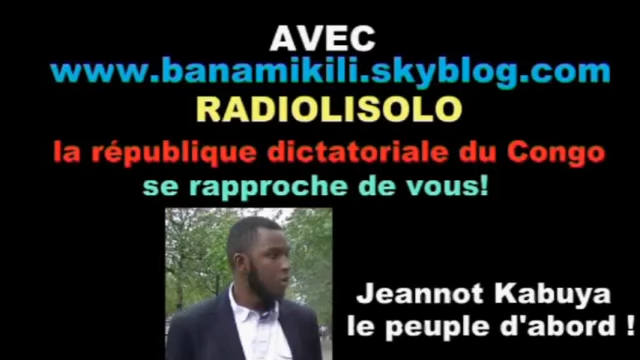 AVEC
www.banamikili.skyblog.com
RADIOLISOLO
la république dictatoriale du Congo
se rapproche de vous!
Jeannot Kabuya
le peuple d'abord !